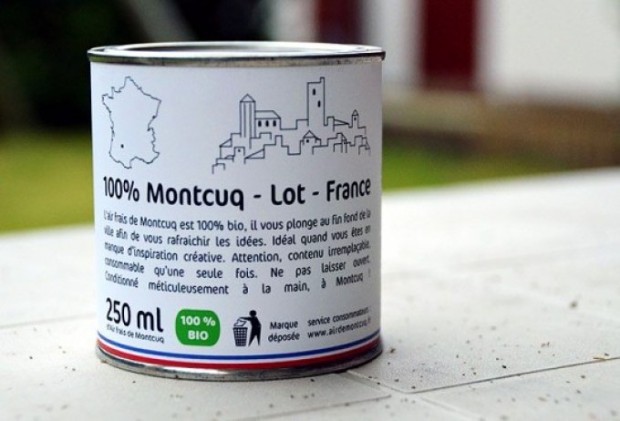 100% Montcuq - Lot - France
L'air frais de Montcuq est 100% bio, il vous plonge au fin fond de la
ville afin de vous rafraichir les idées. Idéal quand vous êtes en
manque d'inspiration créative. Attention, contenu irremplaçable,
consommable qu'une seule fois. Ne pas laisser ouvert.
Conditionné méticuleusement à la main, à Montcuq !
250 ml
d'Air frais de Montcuq
100 %
BIO
Marque
déposée
service consommateurs :
www.airdemontcuq.fr